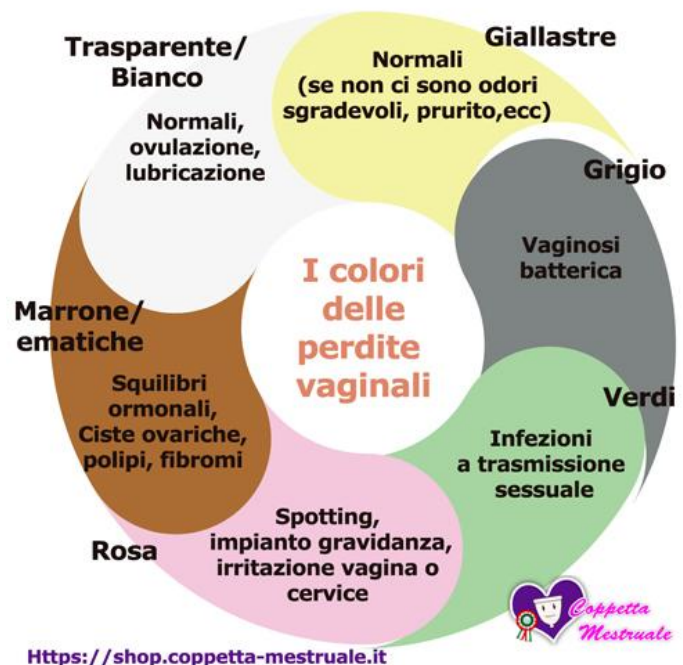 Trasparente/
Bianco
Normali,
ovulazione,
lubricazione
Giallastre
Normali
(se non ci sono odori
sgradevoli, prurito,ecc)
Grigio
Vaginosi
batterica
Verdi
Infezioni
a trasmissione
sessuale
Rosa
Spotting,
impianto gravidanza,
irritazione vagina o
cervice
Marrone/
ematiche
Squilibri
ormonali,
Ciste ovariche,
polipi, fibromi
I colori
delle
perdite
vaginali
Coppetta
Mestruale
Https://shop.coppetta-mestruale.it